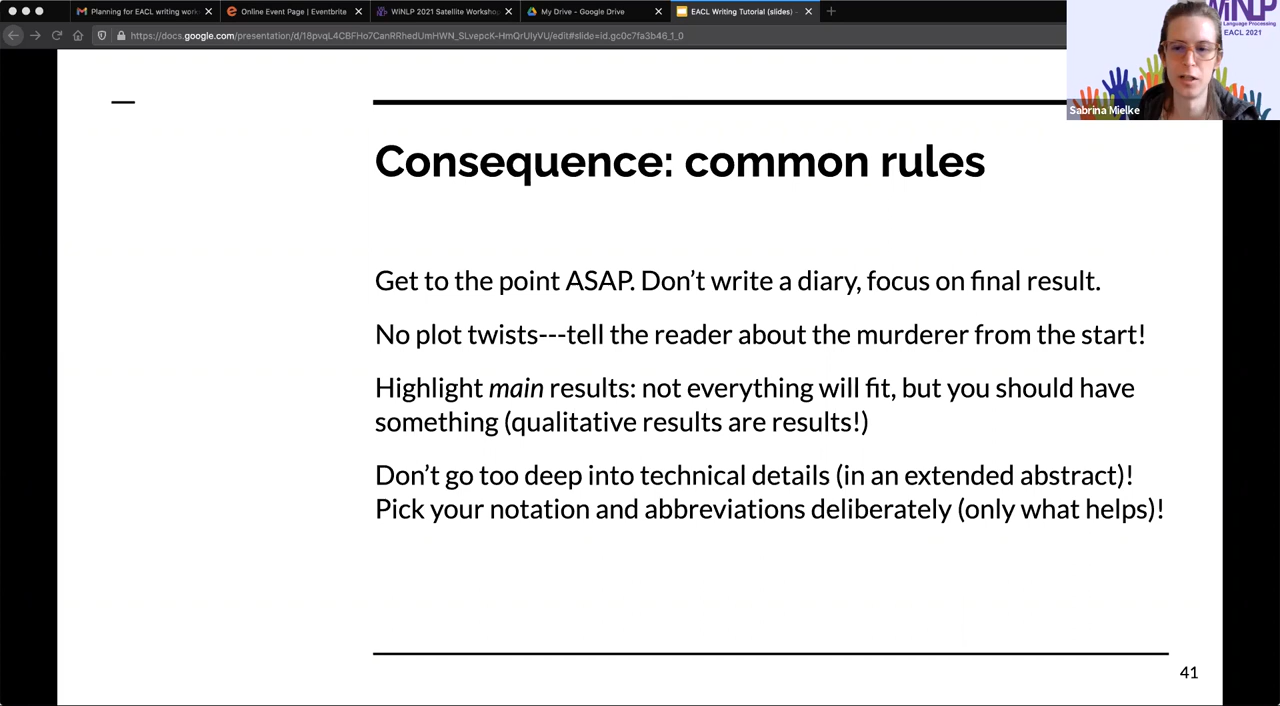 Planning for EACL writing work
Online Event Page | Eventbrite
WiNLP 2021 Satellite Workshop
My Drive - Google Drive
EACL Writing Tutorial (slides) -
https://docs.google.com/presentation/d/18pvqL4CBFHo7CanRRhedUmHWN_SLvepcK-HmQrUIyVU/edit#slide=id.gc0c7fa3b46_1_0
WiNLP
Language Processing
EACL 2021
Sabrina Mielke
Consequence: common rules
Get to the point ASAP. Don’t write a diary, focus on final result.
No plot twists---tell the reader about the murderer from the start!
Highlight main results: not everything will fit, but you should have
something (qualitative results are results!)
Don’t go too deep into technical details (in an extended abstract)!
Pick your notation and abbreviations deliberately (only what helps)!
41